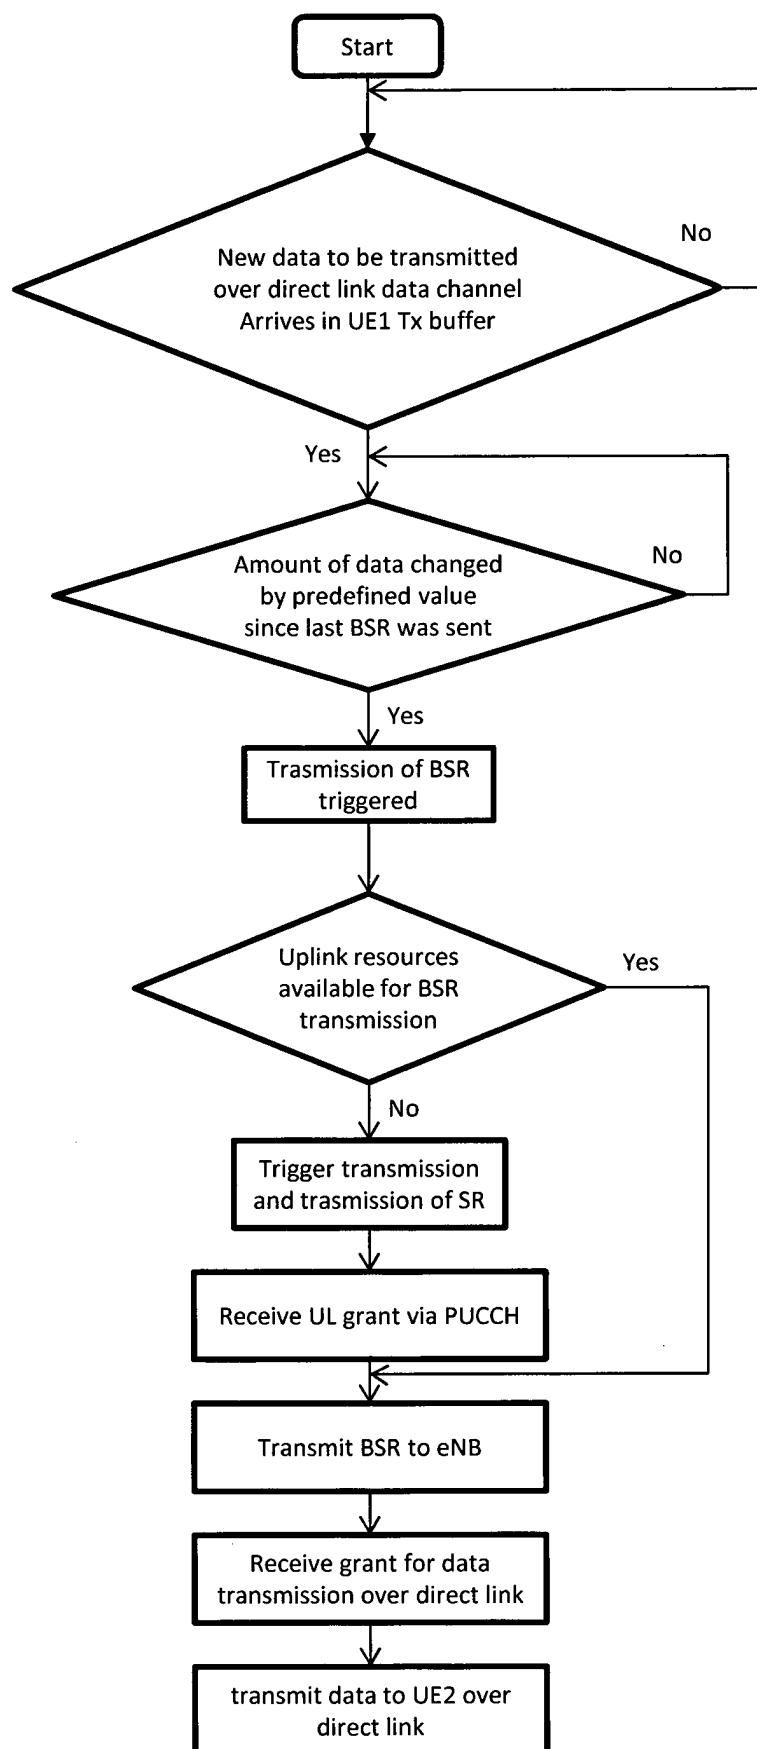 Start
No
New data to be transmitted
over direct link data channel
Arrives in UE1 Tx buffer
Yes
No
Amount of data changed
by predefined value
since last BSR was sent
Yes
Trasmission of BSR
triggered
Yes
Uplink resources
available for BSR
transmission
No
Trigger transmission
and trasmission of SR
Receive UL grant via PUCCH
Transmit BSR to eNB
Receive grant for data
transmission over direct link
transmit data to UE2 over
direct link